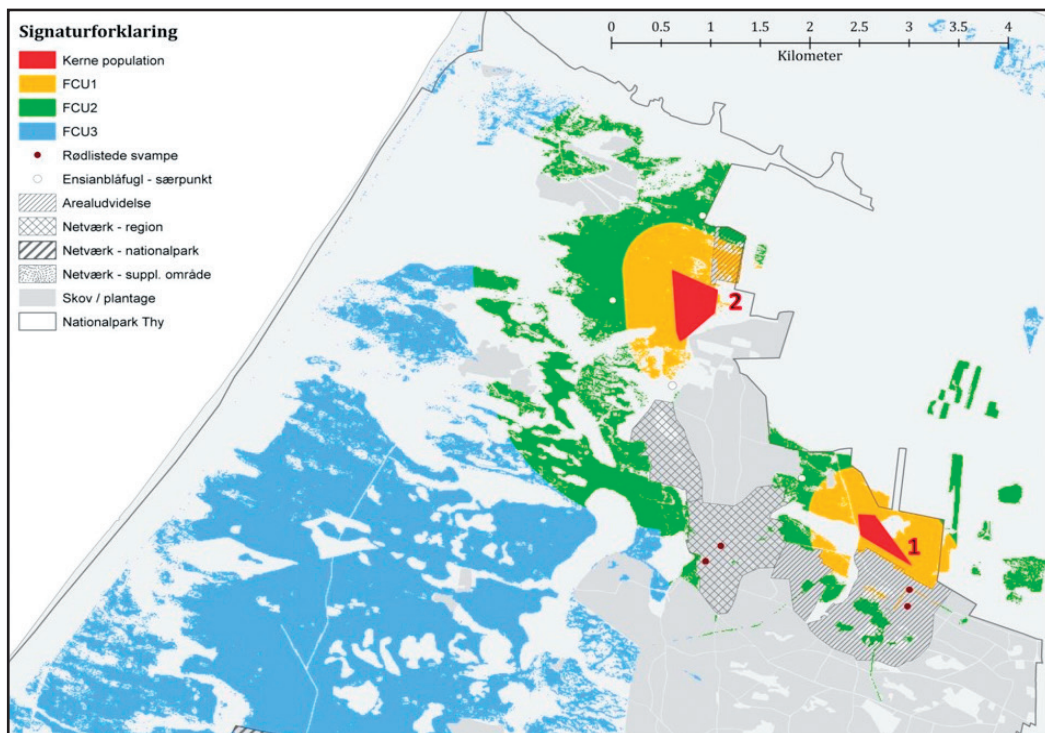 Signaturforklaring
Kerne population
FCU1
FCU2
FCU3
Rødlistede svampe
Ensianblåfugl - særpunkt
Arealudvidelse
Netværk - region
Netværk - nationalpark
Netværk - suppl. område
Skov / plantage
Nationalpark Thy
0 0.5 1 1.5 2 2.5 3 3.5 4
Kilometer
2
1